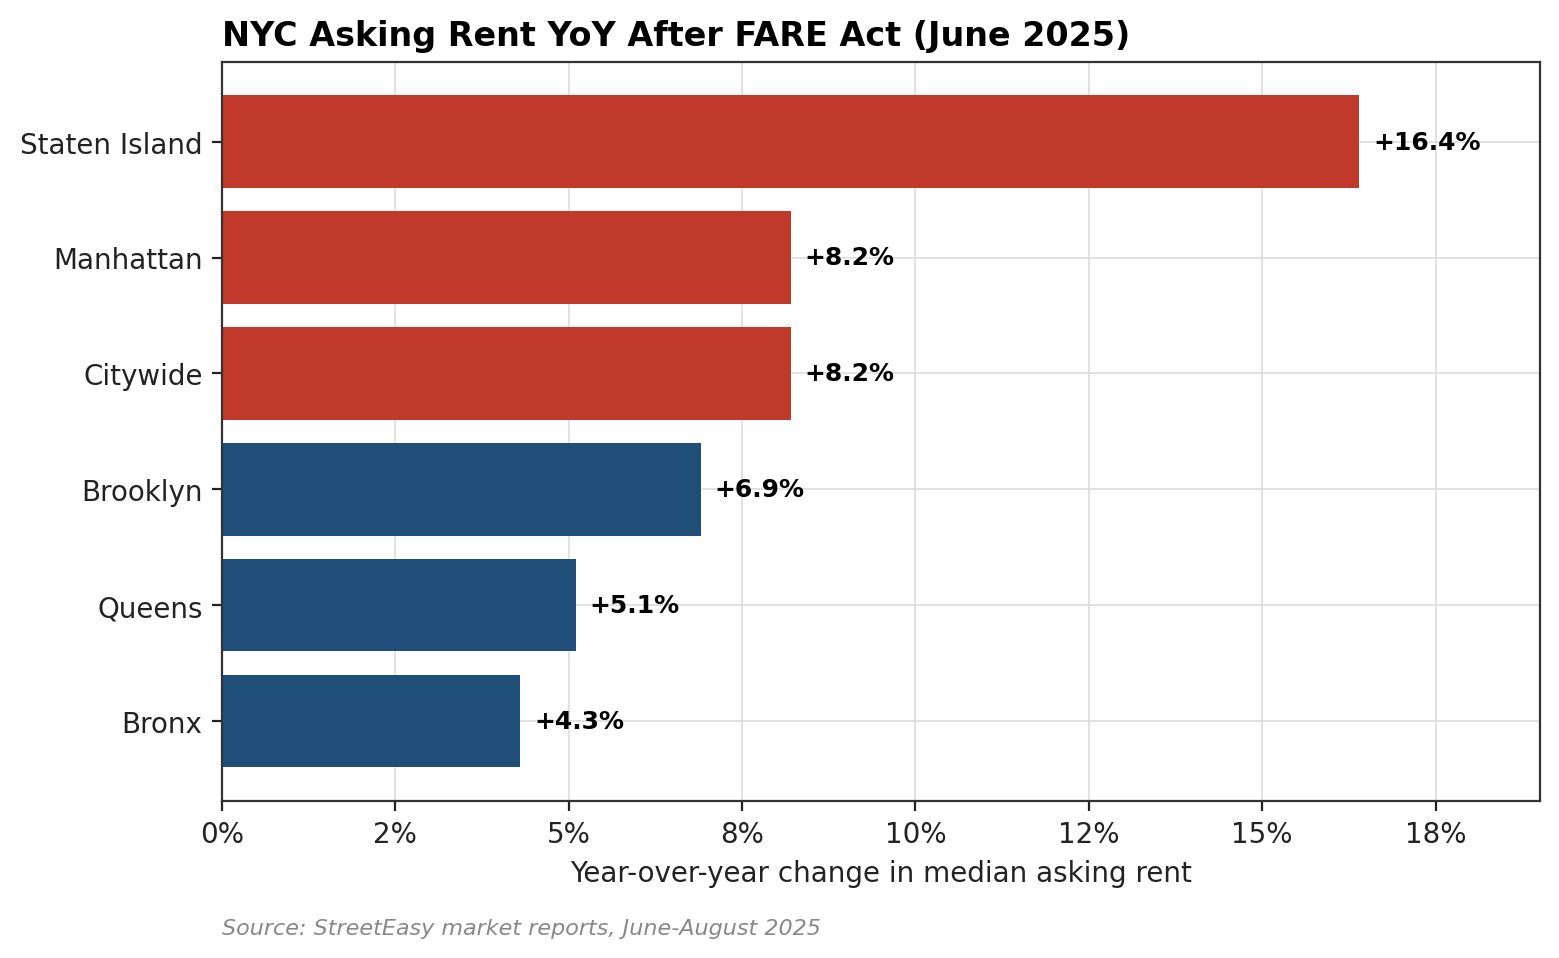 NYC Asking Rent YoY After FARE Act (June 2025)
Staten Island
+16.4%
Manhattan
+8.2%
Citywide
+8.2%
Brooklyn
+6.9%
Queens
+5.1%
Bronx
+4.3%
0% 2% 5% 8% 10% 12% 15% 18%
Year-over-year change in median asking rent
Source: StreetEasy market reports, June-August 2025